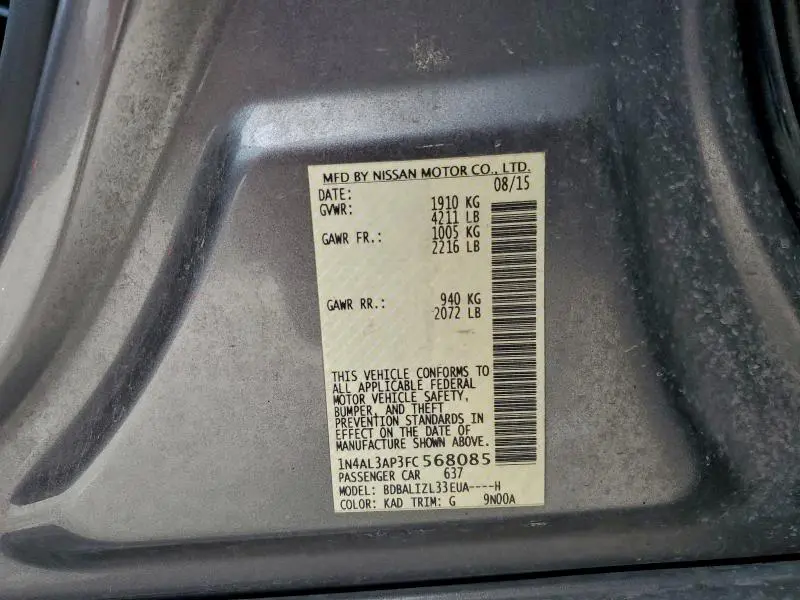 MFD BY NISSAN MOTOR CO., LTD.
DATE: 08/15
GVWR: 1910 KG
4211 LB
GAWR FR.: 1005 KG
2216 LB
GAWR RR.: 940 KG
2072 LB
THIS VEHICLE CONFORMS TO
ALL APPLICABLE FEDERAL
MOTOR VEHICLE SAFETY,
BUMPER, AND THEFT
PREVENTION STANDARDS IN
EFFECT ON THE DATE OF
MANUFACTURE SHOWN ABOVE.
1N4AL3AP3FC568085
PASSENGER CAR 637
MODEL: BDBALIZL33EUA----H
COLOR: KAD TRIM: G 9N00A